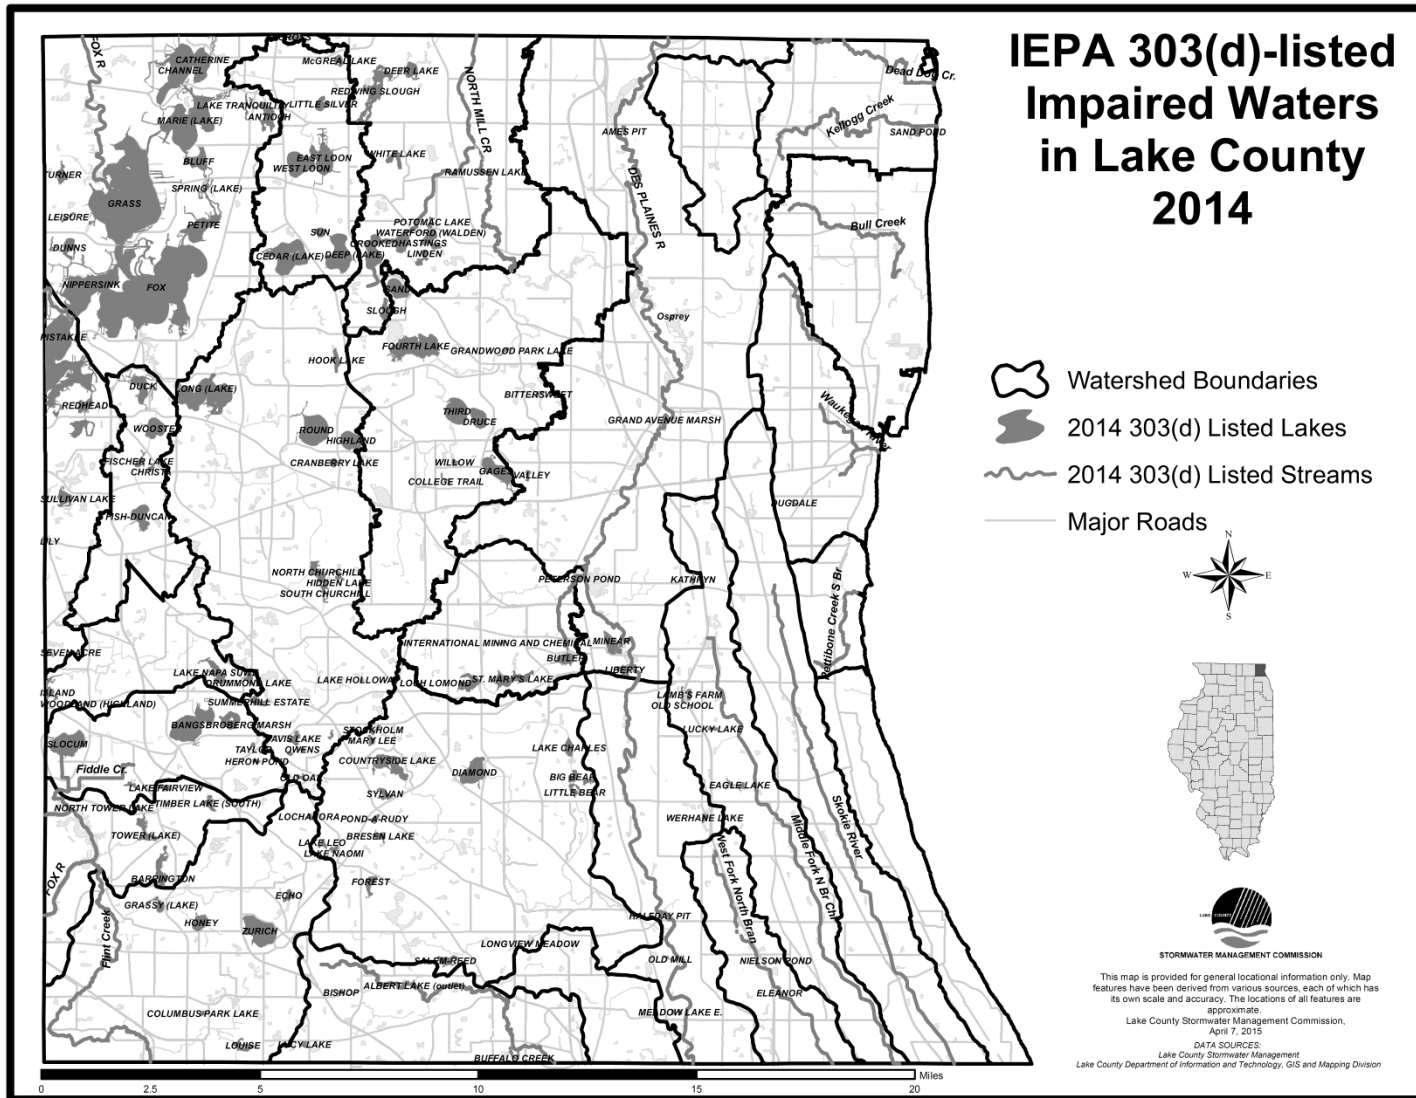 IEPA 303(d)-listed
Impaired Waters
in Lake County
2014
Watershed Boundaries
2014 303(d) Listed Lakes
2014 303(d) Listed Streams
Major Roads
N
W
E
S
LAKE COUNTY
STORMWATER MANAGEMENT COMMISSION
This map is provided for general locational information only. Map
features have been derived from various sources, each of which has
its own scale and accuracy. The locations of all features are
approximate.
Lake County Stormwater Management Commission,
April 7, 2015
DATA SOURCES:
Lake County Stormwater Management
Lake County Department of Information and Technology, GIS and Mapping Division
FOX R
CATHERINE
CHANNEL
McGREAL LAKE
DEER LAKE
REDWING SLOUGH
LAKE TRANQUILITY
LITTLE SILVER
ANTIOCH
MARIE (LAKE)
NORTH MILL CR
Dead Dog Cr.
Kellogg Creek
SAND POND
AMES PIT
BLUFF
EAST LOON
WEST LOON
WHITE LAKE
RAMUSSEN LAKE
TURNER
SPRING (LAKE)
GRASS
DES PLAINES R
LEISURE
PETITE
SUN
POTOMAC LAKE
WATERFORD (WALDEN)
CROOKED
HASTINGS
LINDEN
Bull Creek
DUNNS
CEDAR (LAKE)
DEEP (LAKE)
NIPPERSINK
FOX
SAND
SLOUGH
Osprey
PISTAKEE
HOOK LAKE
FOURTH LAKE
GRANDWOOD PARK LAKE
DUCK
LONG (LAKE)
BITTERSWEET
REDHEAD
THIRD
DRUCE
GRAND AVENUE MARSH
WOOSTER
ROUND
HIGHLAND
FISCHER LAKE
CHRISTA
CRANBERRY LAKE
WILLOW
GAGES
VALLEY
COLLEGE TRAIL
SULLIVAN LAKE
FISH-DUNCAN
DUGDALE
LILY
NORTH CHURCHILL
HIDDEN LAKE
SOUTH CHURCHILL
PETERSON POND
KATHRYN
Pettibone Creek S Br
INTERNATIONAL MINING AND CHEMICAL
MINEAR
BUTLER
LIBERTY
SEVEN ACRE
DRUMMOND LAKE
LAKE HOLLOWAY
LOCH LOMOND
ST. MARY'S LAKE
ISLAND
WOODLAND (HIGHLAND)
SUMMERHILL ESTATE
LAMB'S FARM
OLD SCHOOL
SLOCUM
STOCKHOLM
MARY LEE
LUCKY LAKE
TAYLOR
OWENS
HERON POND
COUNTRYSIDE LAKE
LAKE CHARLES
DIAMOND
BIG BEAR
LITTLE BEAR
EAGLE LAKE
Fiddle Cr.
OLD OAK
LAKE FAIRVIEW
SYLVAN
NORTH TOWER LAKE
TIMBER LAKE (SOUTH)
LOCHANORA
POND-A-RUDY
WERHANE LAKE
Skokie River
TOWER (LAKE)
BRESEN LAKE
LAKE LEO
LAKE NAOMI
Middle Fork N Br Chi
West Fork North Bran
FOX R
BARRINGTON
FOREST
ECHO
GRASSY (LAKE)
HONEY
ZURICH
HALFDAY PIT
Flint Creek
LONGVIEW MEADOW
SALEM-REED
OLD MILL
NIELSON POND
BISHOP
ALBERT LAKE (outlet)
ELEANOR
COLUMBUS PARK LAKE
MEADOW LAKE E.
LOUISE
LUCY LAKE
BUFFALO CREEK
Miles
0
2.5
5
10
15
20